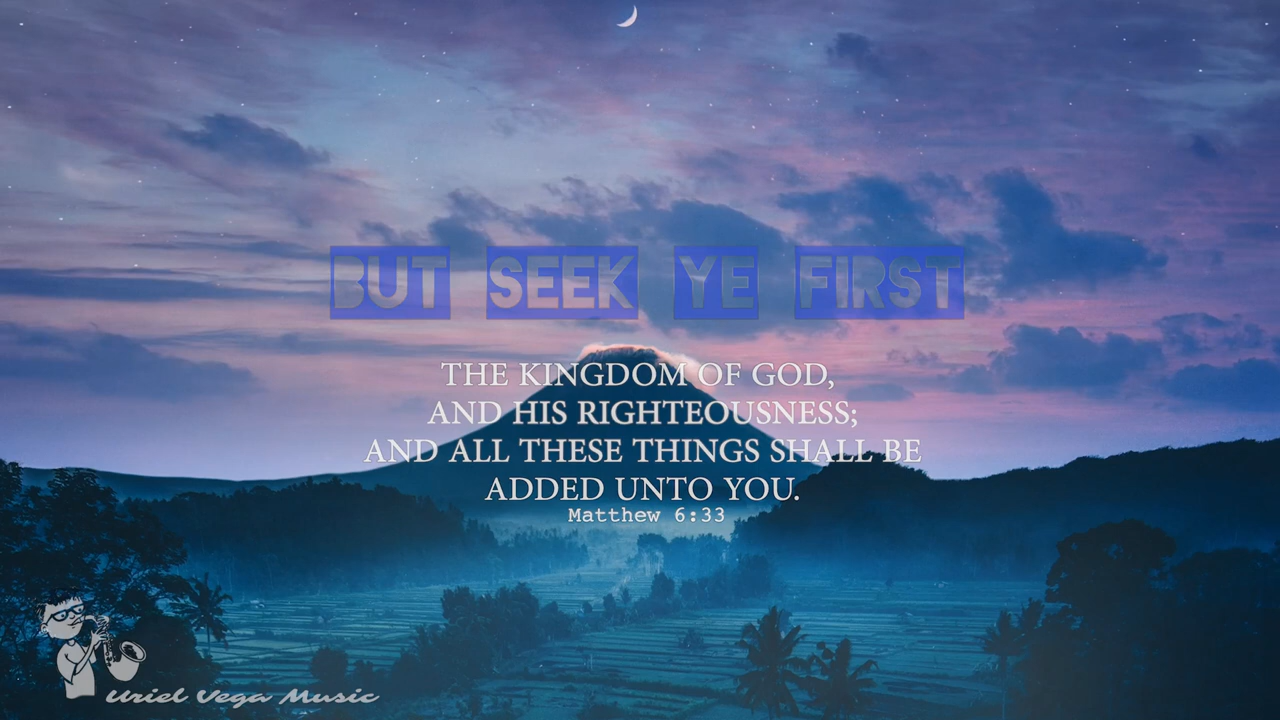 BUT SEEK YE FIRST
THE KINGDOM OF GOD,
AND HIS RIGHTEOUSNESS;
AND ALL THESE THINGS SHALL BE
ADDED UNTO YOU.
Matthew 6:33
Uriel Vega Music